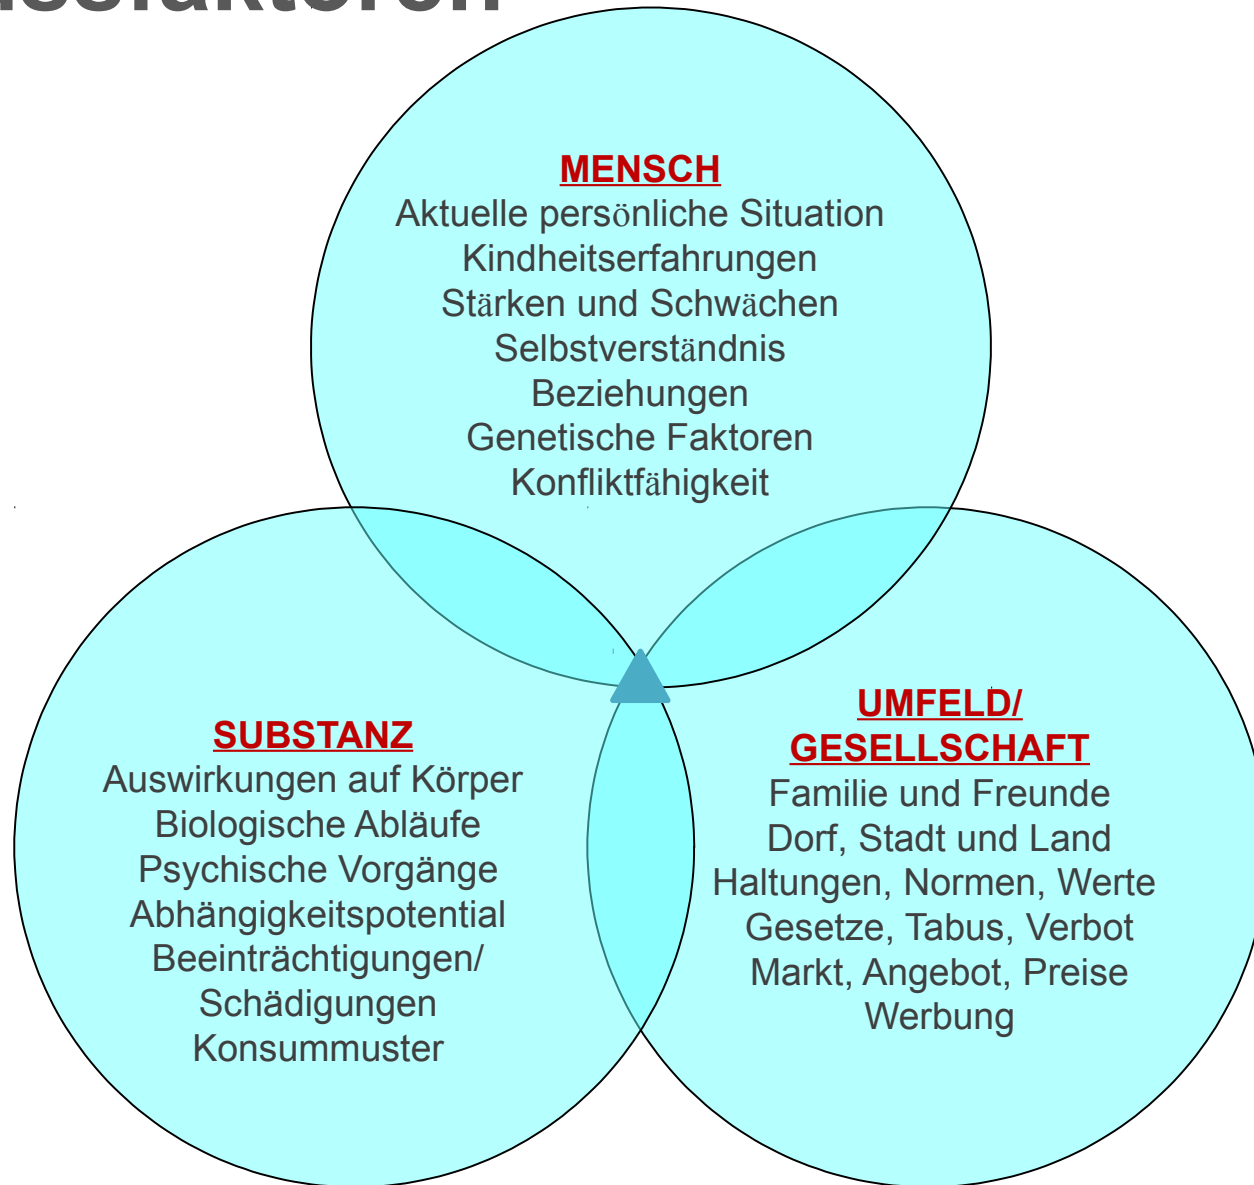 MENSCH
Aktuelle persönliche Situation
Kindheitserfahrungen
Stärken und Schwächen
Selbstverständnis
Beziehungen
Genetische Faktoren
Konfliktfähigkeit
SUBSTANZ
Auswirkungen auf Körper
Biologische Abläufe
Psychische Vorgänge
Abhängigkeitspotential
Beeinträchtigungen/
Schädigungen
Konsummuster
UMFELD/
GESELLSCHAFT
Familie und Freunde
Dorf, Stadt und Land
Haltungen, Normen, Werte
Gesetze, Tabus, Verbot
Markt, Angebot, Preise
Werbung